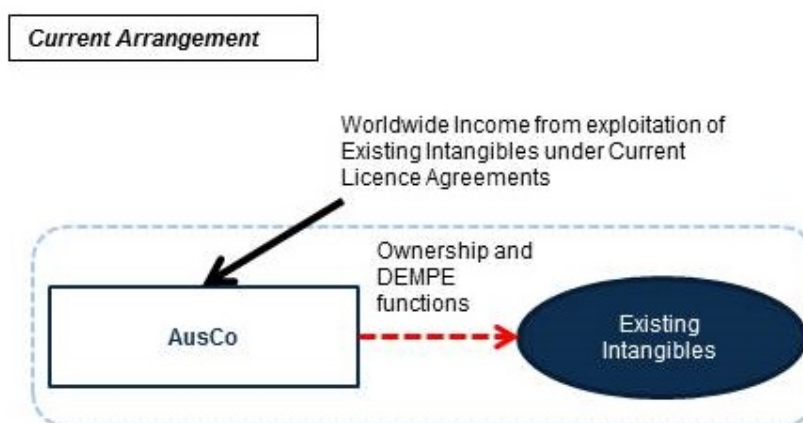 Current Arrangement
Worldwide Income from exploitation of
Existing Intangibles under Current
Licence Agreements
Ownership and
DEMPE
functions
AusCo
Existing
Intangibles